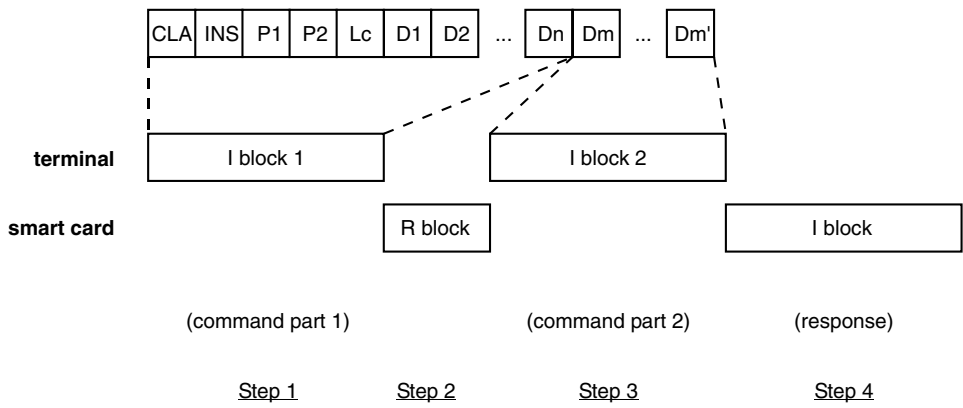 CLA INS P1 P2 Lc D1 D2 ... Dn Dm ... Dm'
terminal I block 1 I block 2
smart card R block I block
(command part 1) (command part 2) (response)
Step 1 Step 2 Step 3 Step 4